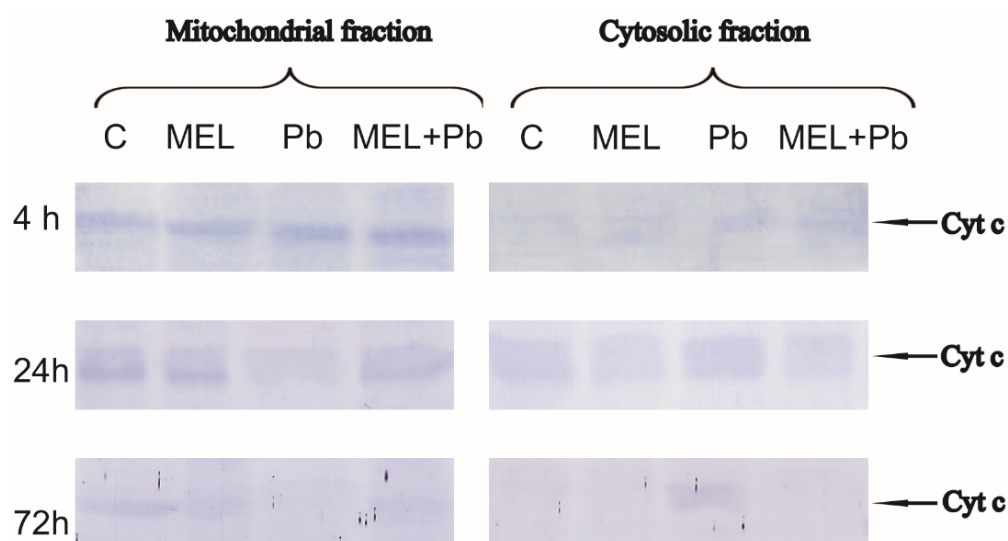 Mitochondrial fraction Cytosolic fraction
C MEL Pb MEL+Pb C MEL Pb MEL+Pb
4 h Cyt c
24h Cyt c
72h Cyt c